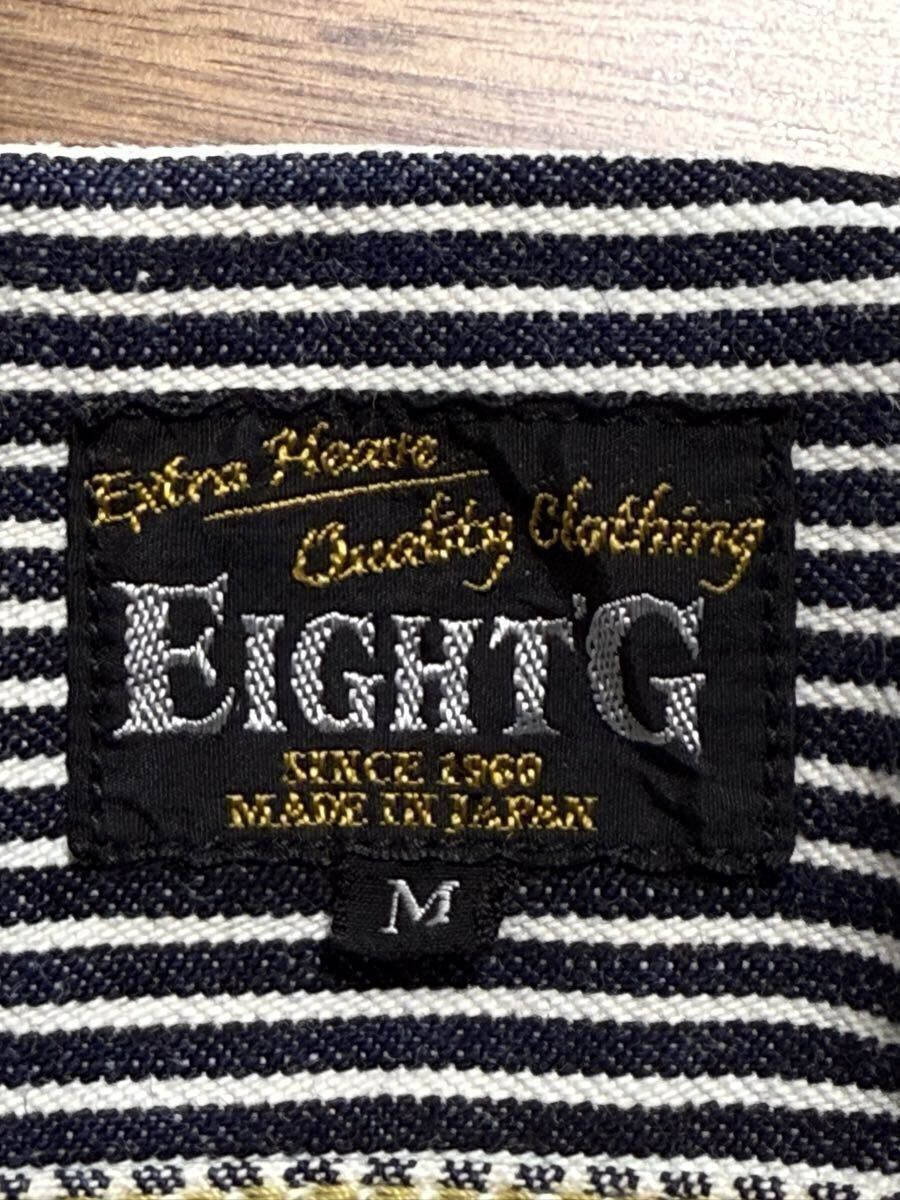 Extra Heave
Quality Clothing
EIGHT'G
SINCE 1960
MADE IN JAPAN
M